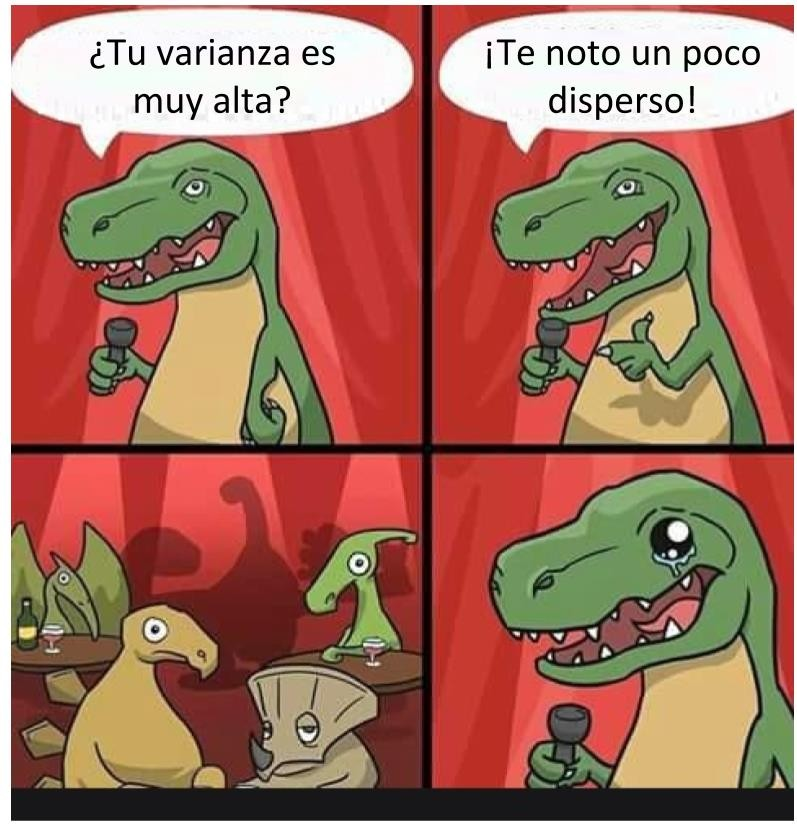 ¿Tu varianza es
muy alta?
¡Te noto un poco
disperso!